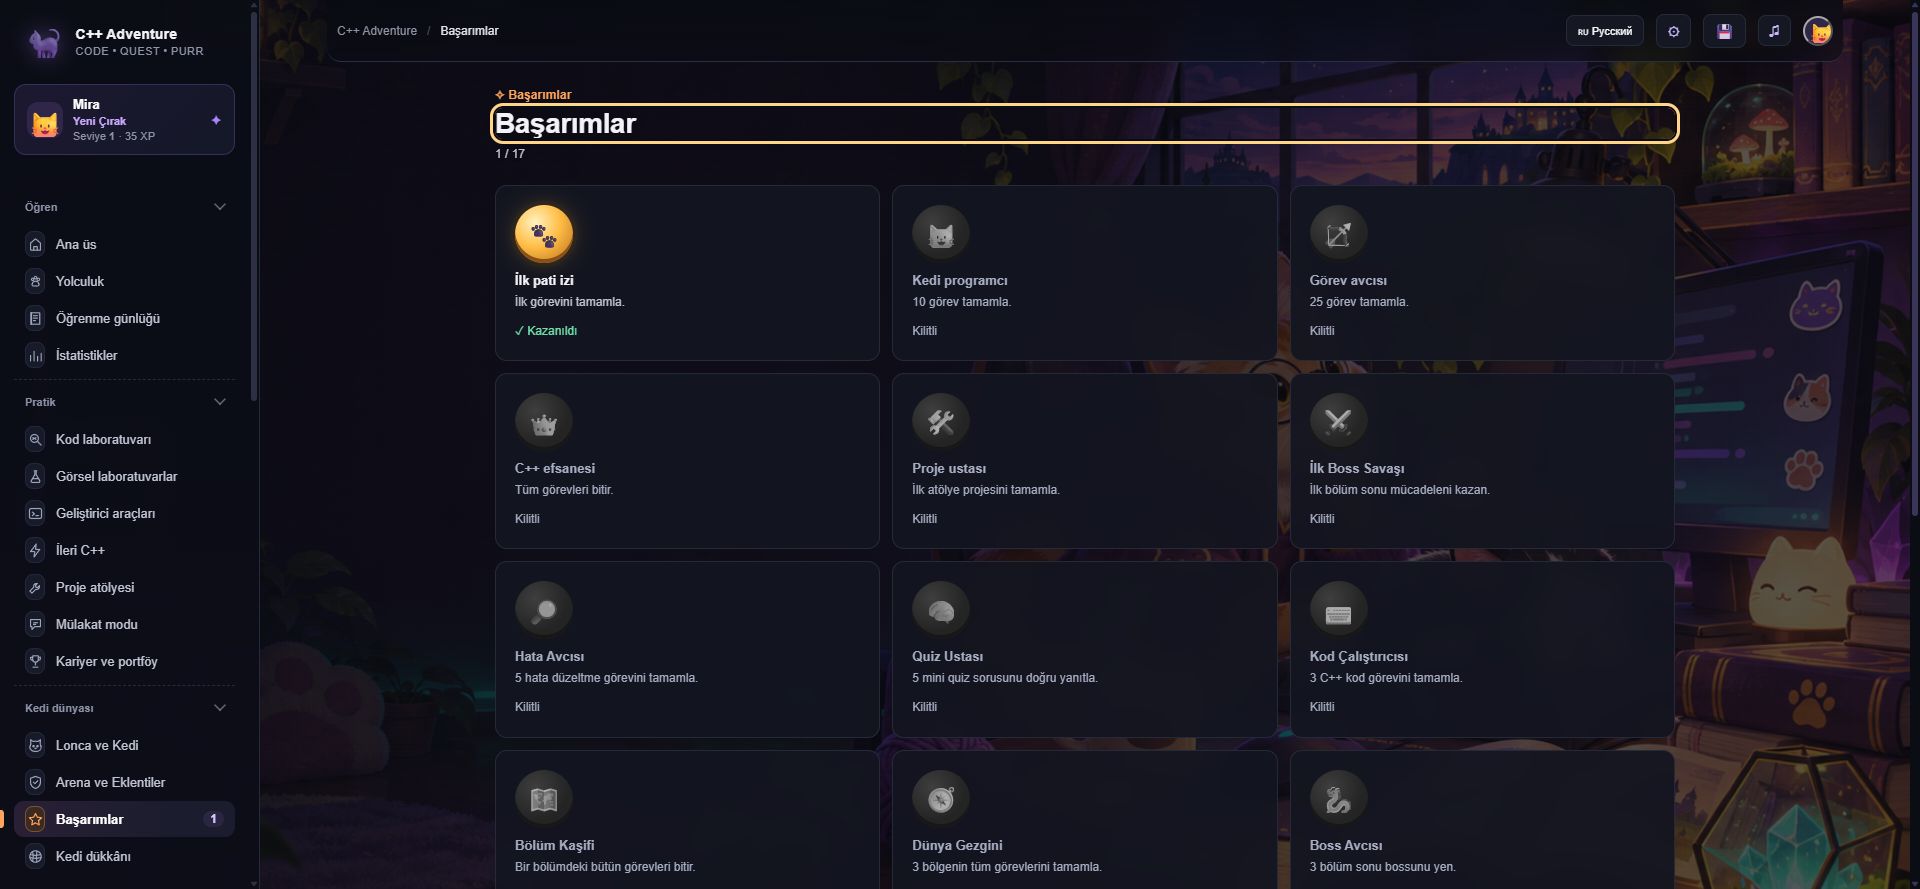 C++ Adventure
CODE • QUEST • PURR
Mira
Yeni Çırak
Seviye 1 · 35 XP
Öğren
Ana üs
Yolculuk
Öğrenme günlüğü
İstatistikler
Pratik
Kod laboratuvarı
Görsel laboratuvarlar
Geliştirici araçları
İleri C++
Proje atölyesi
Mülakat modu
Kariyer ve portföy
Kedi dünyası
Lonca ve Kedi
Arena ve Eklentiler
Başarımlar 1
Kedi dükkânı
C++ Adventure / Başarımlar
RU Русский
✧ Başarımlar
Başarımlar
1 / 17
İlk pati izi
İlk görevini tamamla.
✓ Kazanıldı
Kedi programcı
10 görev tamamla.
Kilitli
Görev avcısı
25 görev tamamla.
Kilitli
C++ efsanesi
Tüm görevleri bitir.
Kilitli
Proje ustası
İlk atölye projesini tamamla.
Kilitli
İlk Boss Savaşı
İlk bölüm sonu mücadeleni kazan.
Kilitli
Hata Avcısı
5 hata düzeltme görevini tamamla.
Kilitli
Quiz Ustası
5 mini quiz sorusunu doğru yanıtla.
Kilitli
Kod Çalıştırıcısı
3 C++ kod görevini tamamla.
Kilitli
Bölüm Kaşifi
Bir bölümdeki bütün görevleri bitir.
Dünya Gezgini
3 bölgenin tüm görevlerini tamamla.
Boss Avcısı
3 bölüm sonu bossunu yen.